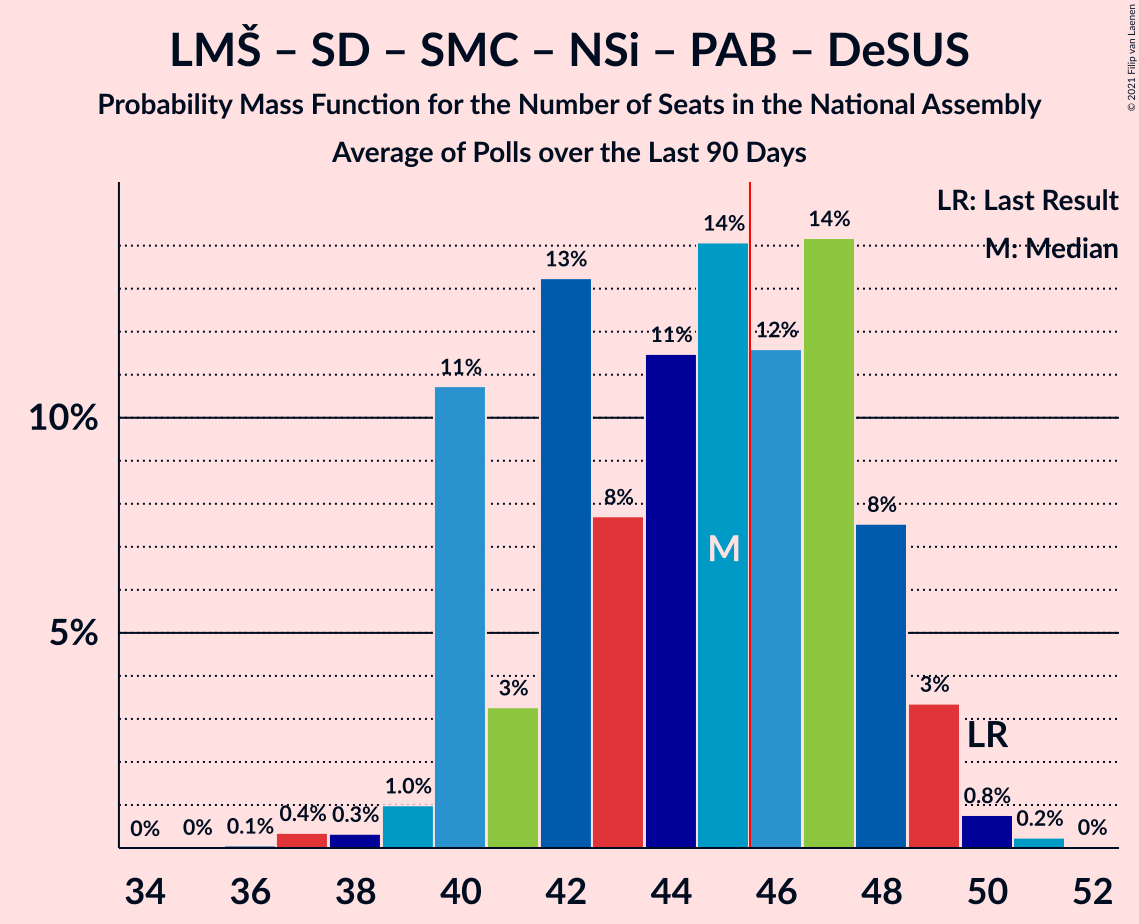 LMŠ – SD – SMC – NSi – PAB – DeSUS
Probability Mass Function for the Number of Seats in the National Assembly
Average of Polls over the Last 90 Days
© 2021 Filip van Laenen
LR: Last Result
M: Median
10%
5%
0%
0%
0.1%
0.4%
0.3%
1.0%
11%
3%
13%
8%
11%
14%
12%
14%
8%
3%
0.8%
0.2%
0%
M
LR
34 36 38 40 42 44 46 48 50 52